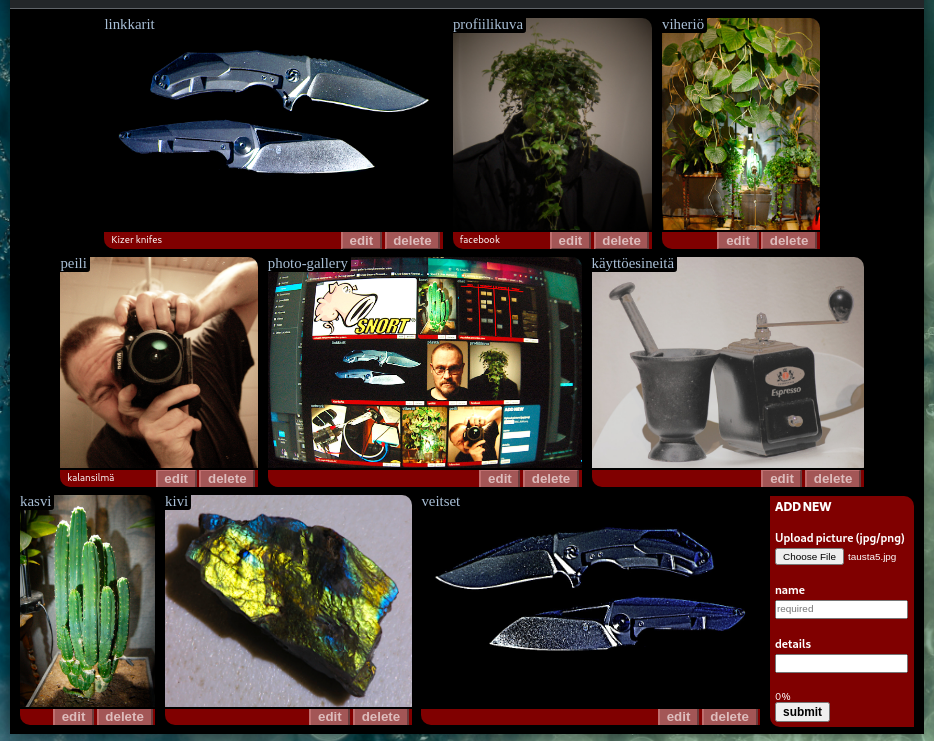 linkkarit
profiilikuva
viheriö
Kizer knifes
edit
delete
facebook
edit
delete
edit
delete
peili
photo-gallery
käyttöesineitä
SNORT
Espresso
kalansilmä
edit
delete
edit
delete
edit
delete
kasvi
kivi
veitset
ADD NEW
Upload picture (jpg/png)
Choose File tausta5.jpg
name
required
details
0%
submit
edit
delete
edit
delete
edit
delete